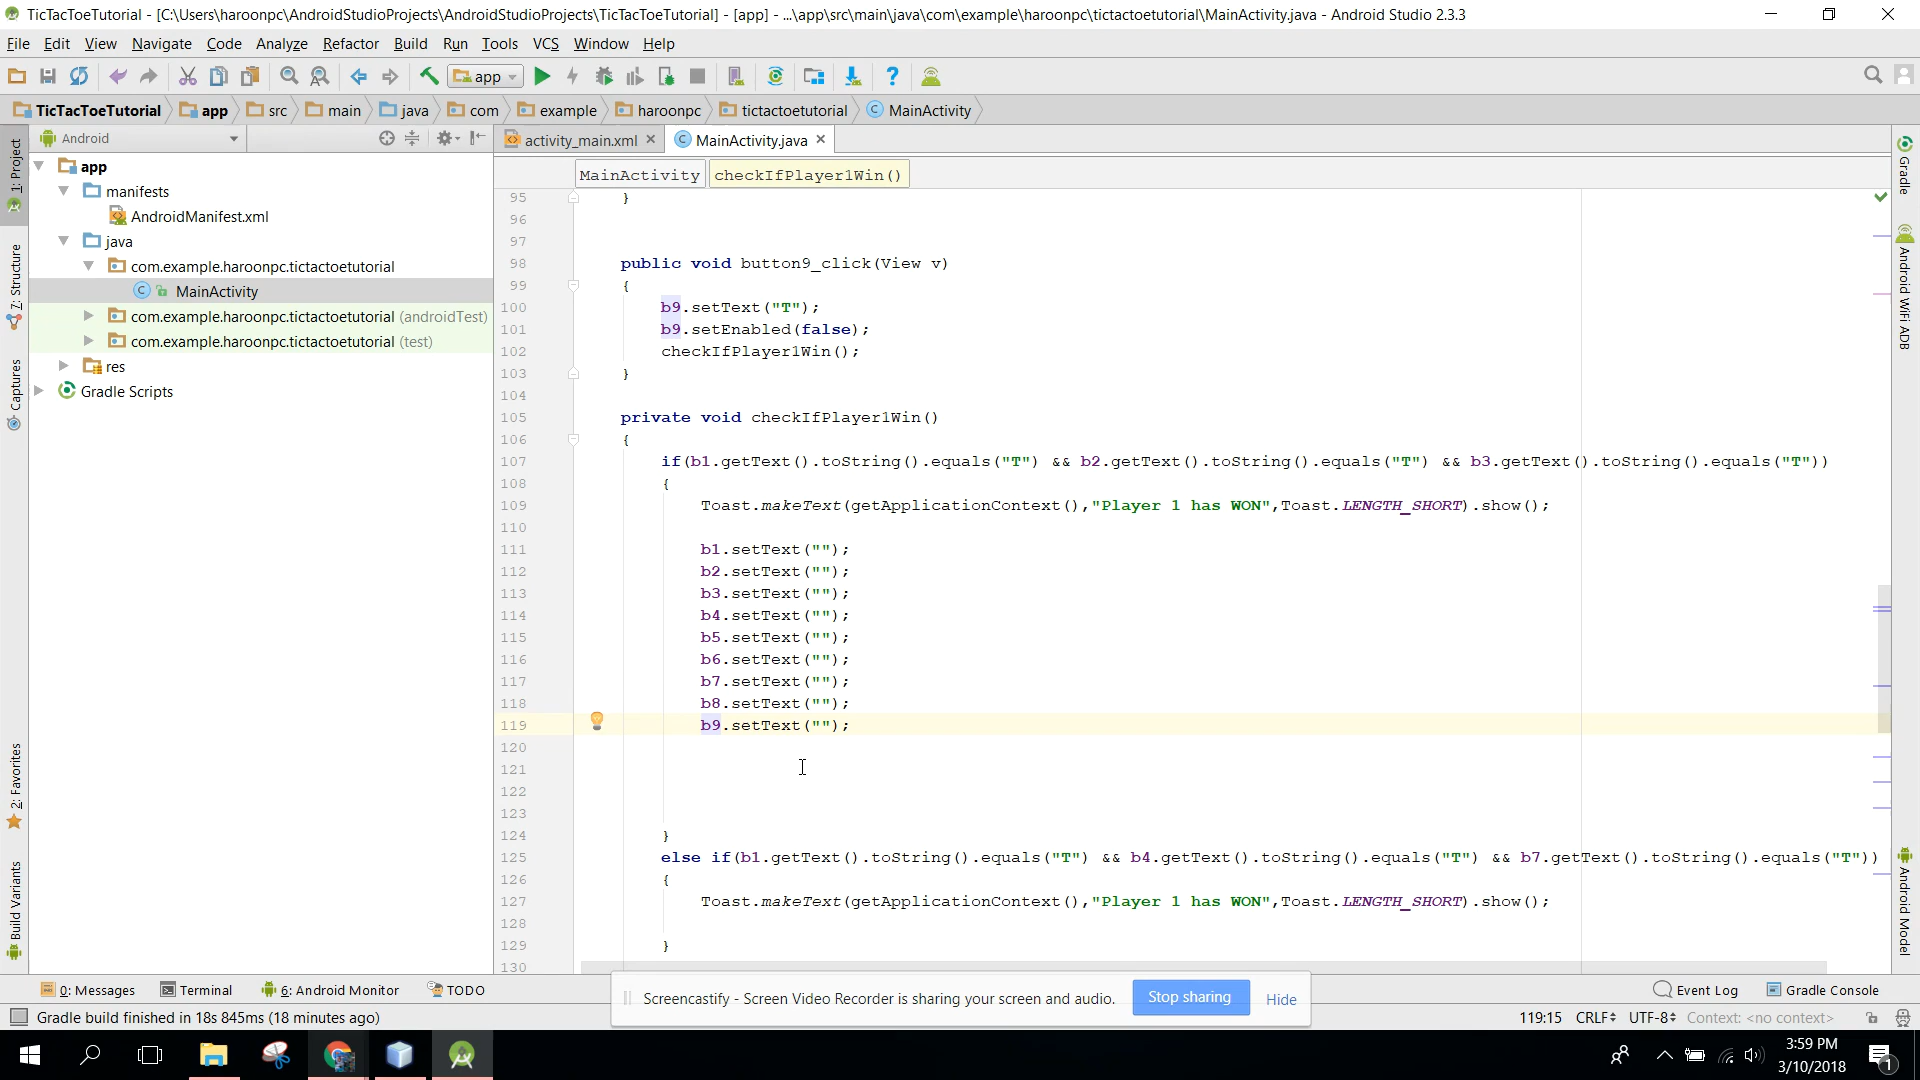 TicTacToeTutorial - [C:\Users\haroonpc\AndroidStudioProjects\AndroidStudioProjects\TicTacToeTutorial] - [app] - ...\app\src\main\java\com\example\haroonpc\tictactoetutorial\MainActivity.java - Android Studio 2.3.3
File Edit View Navigate Code Analyze Refactor Build Run Tools VCS Window Help
app
TicTacToeTutorial app src main java com example haroonpc tictactoetutorial MainActivity
Android
activity_main.xml MainActivity.java
MainActivity checkIfPlayer1Win()
1: Project
7: Structure
Captures
2: Favorites
Build Variants
app
manifests
AndroidManifest.xml
java
com.example.haroonpc.tictactoetutorial
MainActivity
com.example.haroonpc.tictactoetutorial (androidTest)
com.example.haroonpc.tictactoetutorial (test)
res
Gradle Scripts
95 }
96
97
98 public void button9_click(View v)
99 {
100 b9.setText("T");
101 b9.setEnabled(false);
102 checkIfPlayer1Win();
103 }
104
105 private void checkIfPlayer1Win()
106 {
107 if(b1.getText().toString().equals("T") && b2.getText().toString().equals("T") && b3.getText().toString().equals("T"))
108 {
109 Toast.makeText(getApplicationContext(),"Player 1 has WON",Toast.LENGTH_SHORT).show();
110
111 b1.setText("");
112 b2.setText("");
113 b3.setText("");
114 b4.setText("");
115 b5.setText("");
116 b6.setText("");
117 b7.setText("");
118 b8.setText("");
119 b9.setText("");
120
121
122
123
124 }
125 else if(b1.getText().toString().equals("T") && b4.getText().toString().equals("T") && b7.getText().toString().equals("T"))
126 {
127 Toast.makeText(getApplicationContext(),"Player 1 has WON",Toast.LENGTH_SHORT).show();
128
129 }
130
Gradle
Android WiFi ADB
Android Model
0: Messages Terminal 6: Android Monitor TODO
Event Log Gradle Console
Screencastify - Screen Video Recorder is sharing your screen and audio. Stop sharing Hide
Gradle build finished in 18s 845ms (18 minutes ago)
119:15 CRLF UTF-8 Context: <no context>
3:59 PM
3/10/2018
1